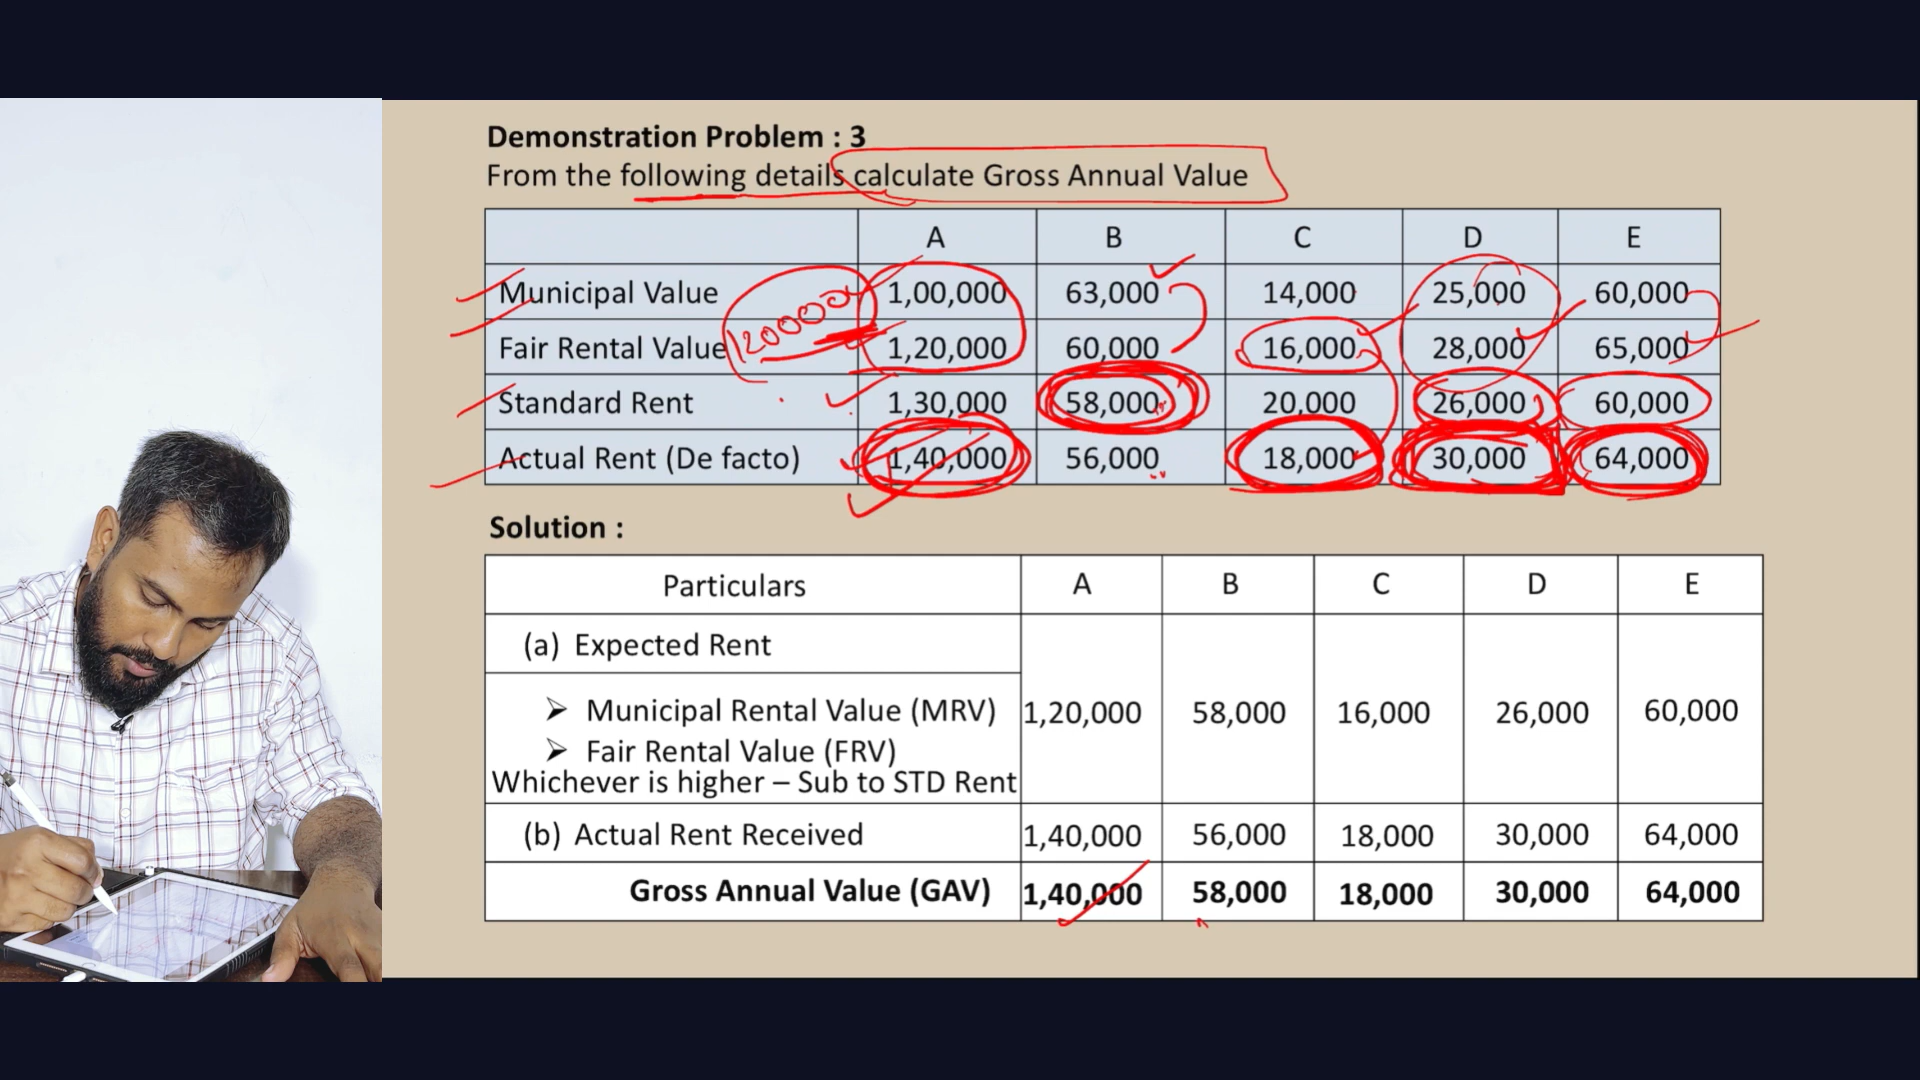 Demonstration Problem : 3
From the following details calculate Gross Annual Value
A B C D E
Municipal Value 1,00,000 63,000 14,000 25,000 60,000
120000
Fair Rental Value 1,20,000 60,000 16,000 28,000 65,000
Standard Rent 1,30,000 58,000 20,000 26,000 60,000
Actual Rent (De facto) 1,40,000 56,000 18,000 30,000 64,000
Solution :
Particulars A B C D E
(a) Expected Rent
➢ Municipal Rental Value (MRV) 1,20,000 58,000 16,000 26,000 60,000
➢ Fair Rental Value (FRV)
Whichever is higher – Sub to STD Rent
(b) Actual Rent Received 1,40,000 56,000 18,000 30,000 64,000
Gross Annual Value (GAV) 1,40,000 58,000 18,000 30,000 64,000